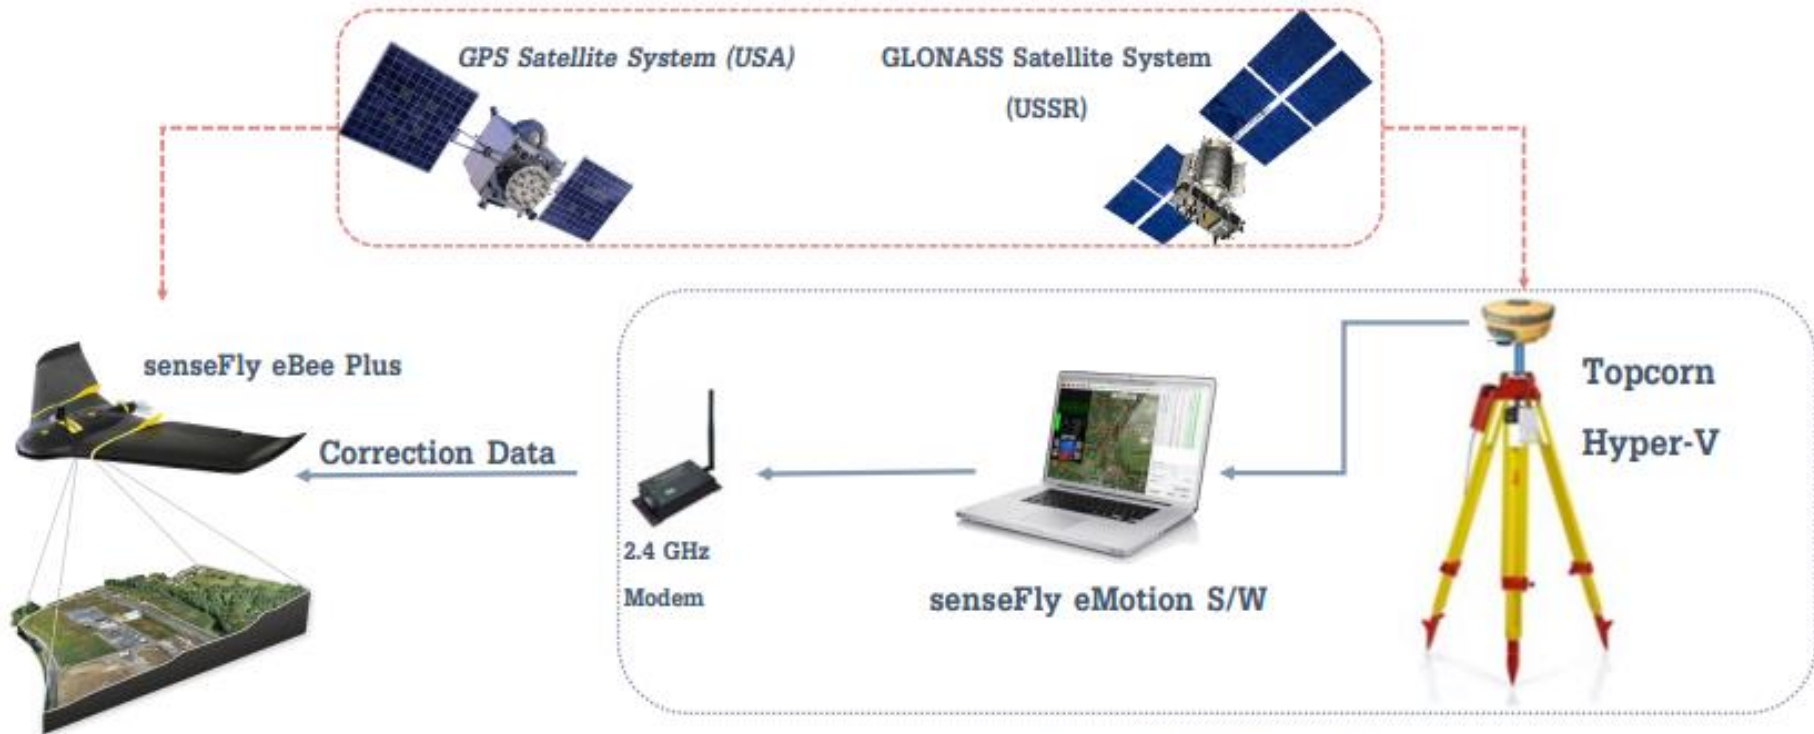 GPS Satellite System (USA)
GLONASS Satellite System
(USSR)
senseFly eBee Plus
Correction Data
2.4 GHz
Modem
senseFly eMotion S/W
Topcorn
Hyper-V